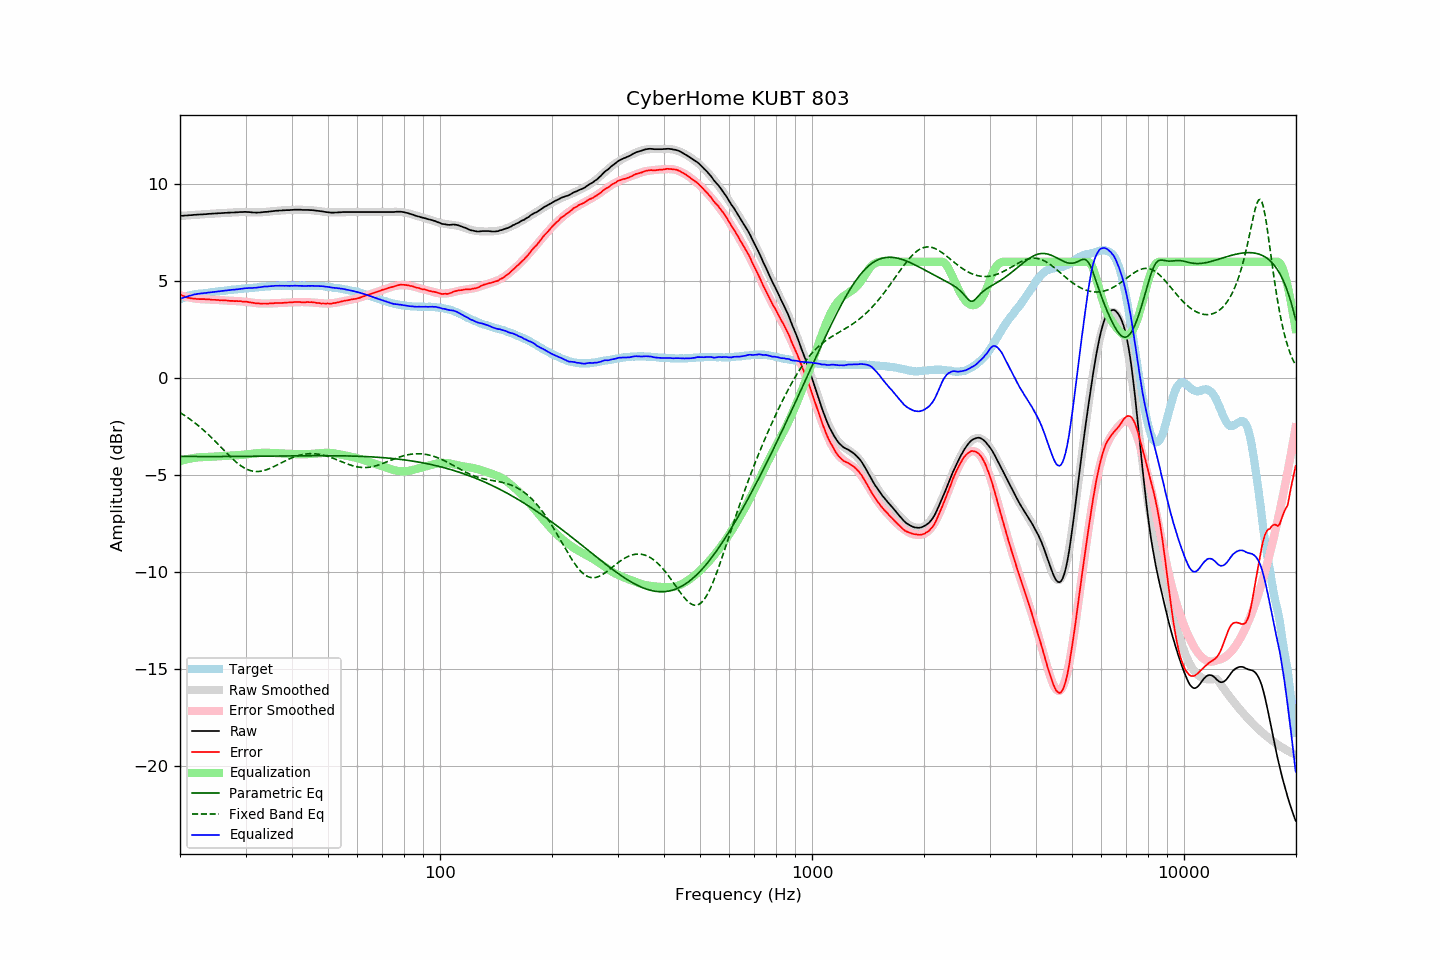 CyberHome KUBT 803
Amplitude (dBr)
10
5
0
−5
−10
−15
−20
Target
Raw Smoothed
Error Smoothed
Raw
Error
Equalization
Parametric Eq
Fixed Band Eq
Equalized
100
1000
10000
Frequency (Hz)